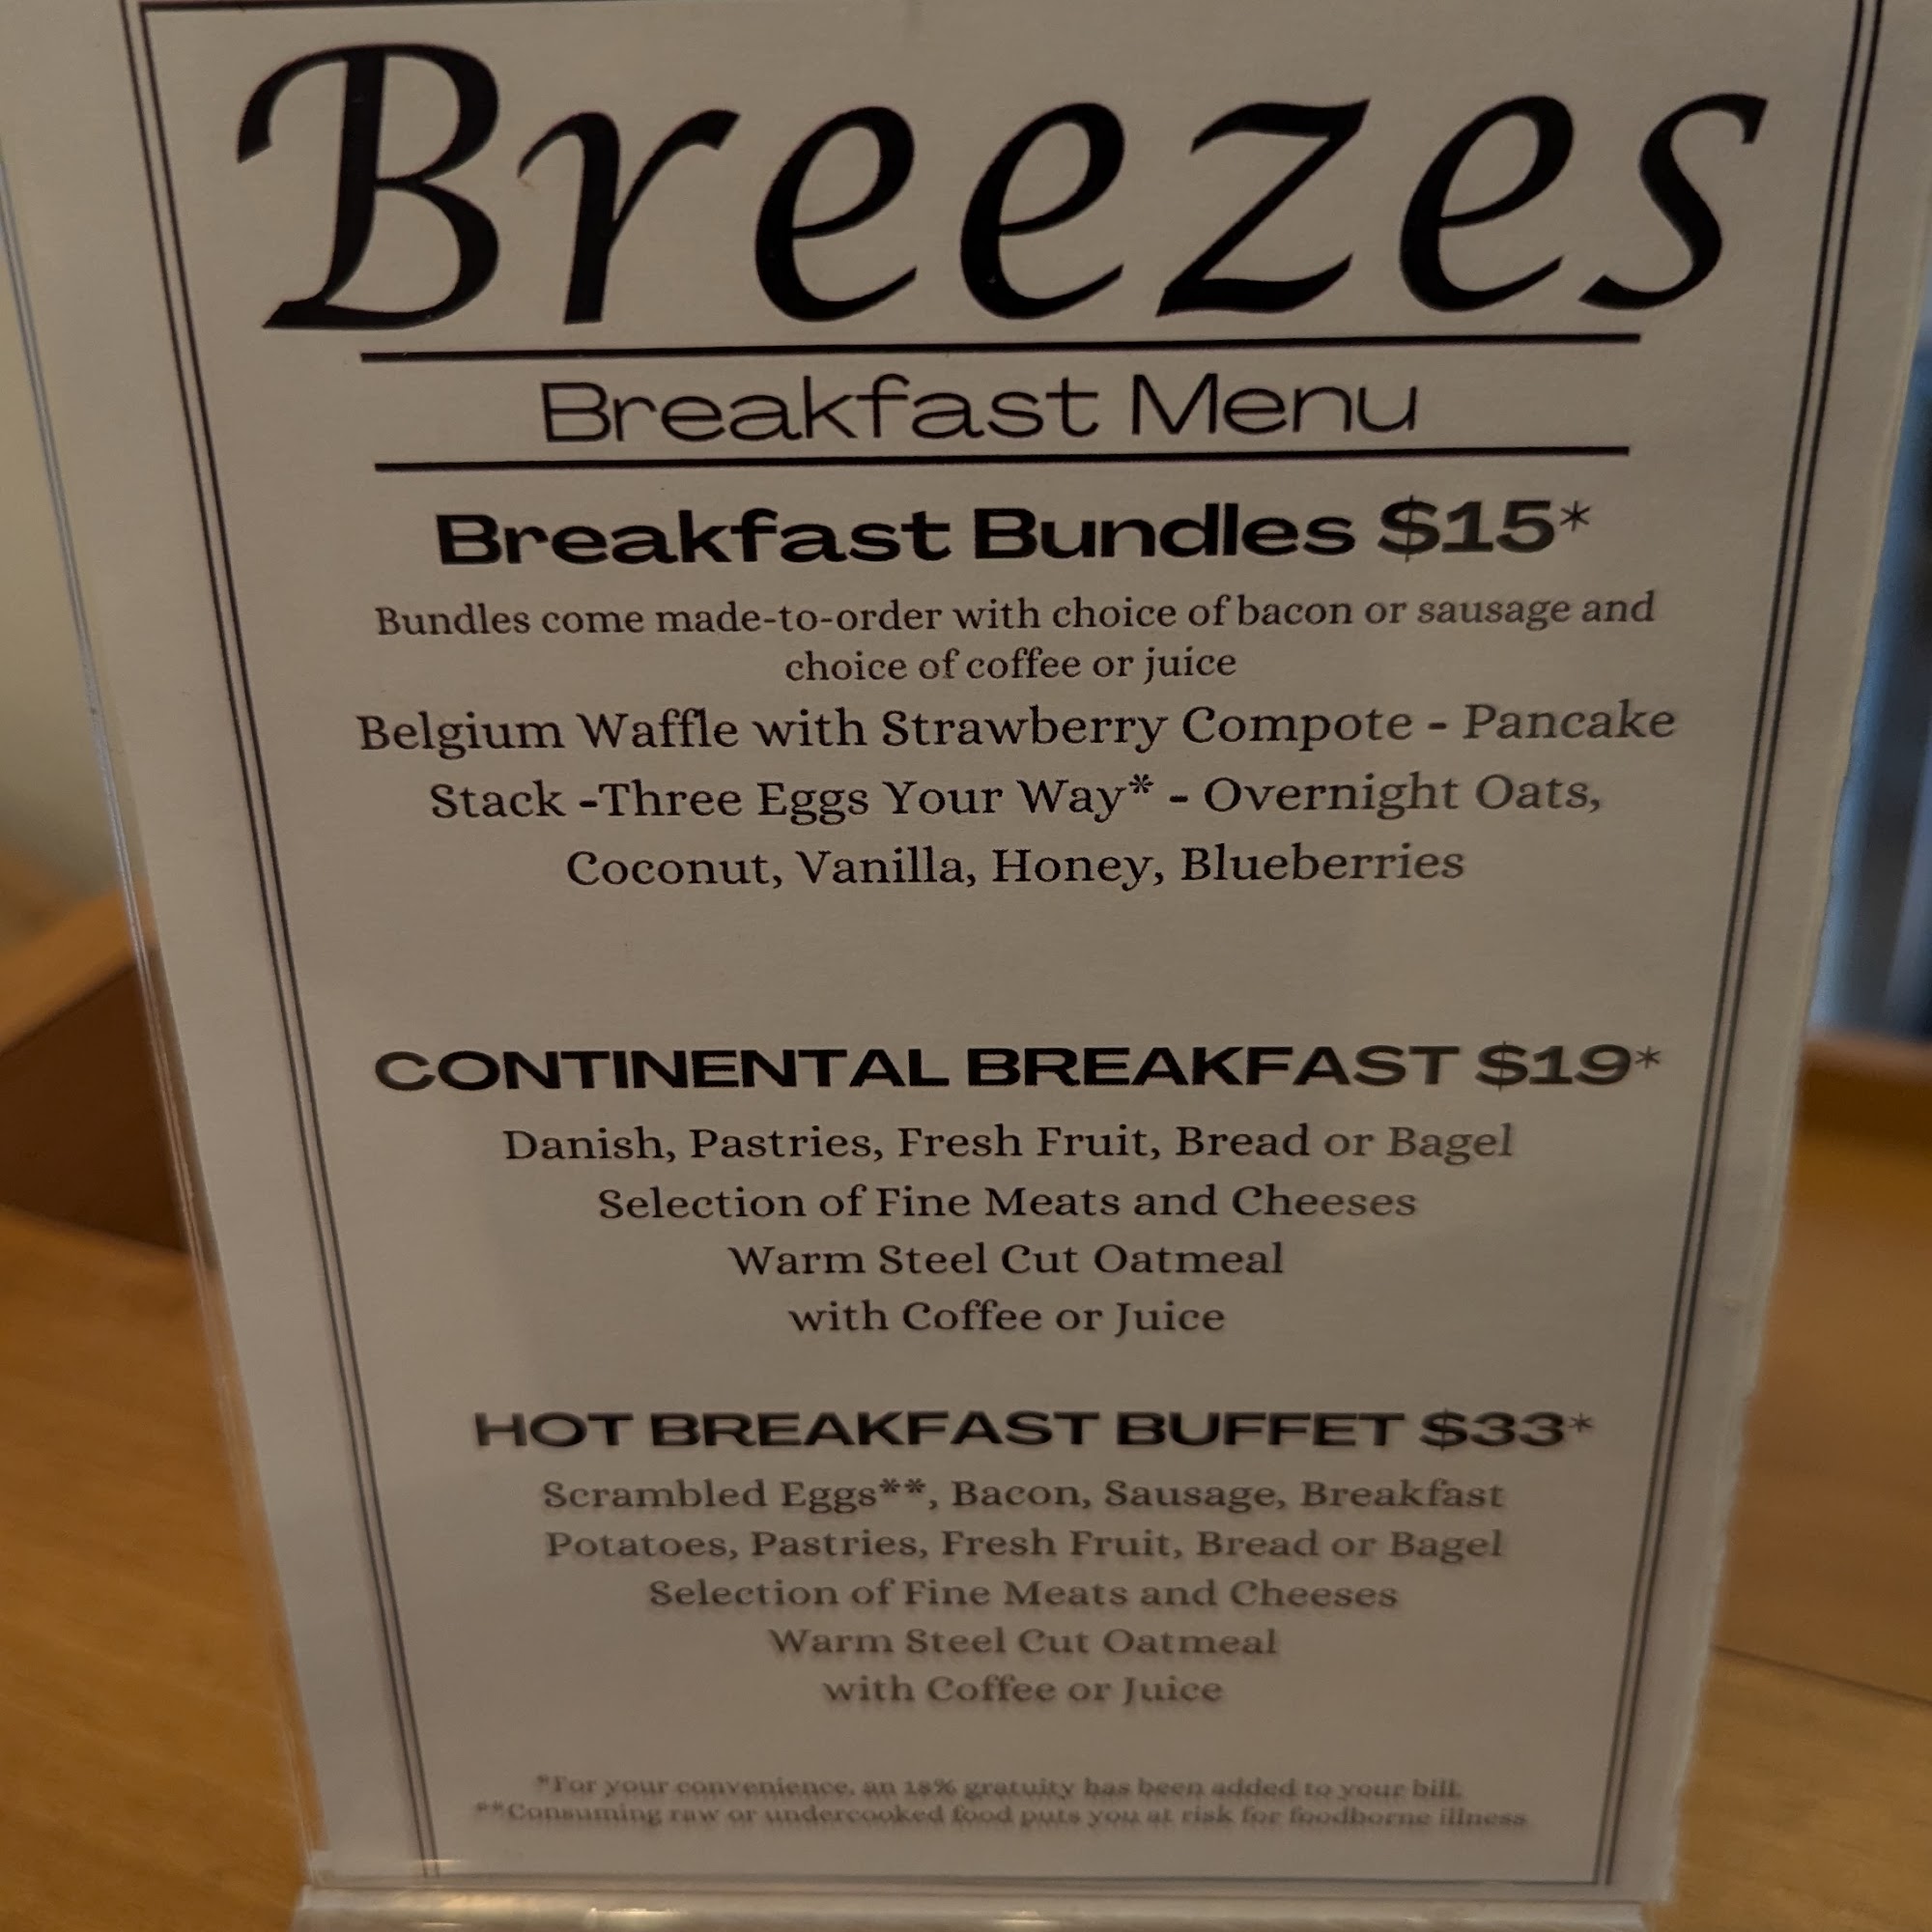 Breezes
Breakfast Menu
Breakfast Bundles $15*
Bundles come made-to-order with choice of bacon or sausage and
choice of coffee or juice
Belgium Waffle with Strawberry Compote - Pancake
Stack -Three Eggs Your Way* - Overnight Oats,
Coconut, Vanilla, Honey, Blueberries
CONTINENTAL BREAKFAST $19*
Danish, Pastries, Fresh Fruit, Bread or Bagel
Selection of Fine Meats and Cheeses
Warm Steel Cut Oatmeal
with Coffee or Juice
HOT BREAKFAST BUFFET $33*
Scrambled Eggs**, Bacon, Sausage, Breakfast
Potatoes, Pastries, Fresh Fruit, Bread or Bagel
Selection of Fine Meats and Cheeses
Warm Steel Cut Oatmeal
with Coffee or Juice
*For your convenience, an 18% gratuity has been added to your bill.
**Consuming raw or undercooked food puts you at risk for foodborne illness